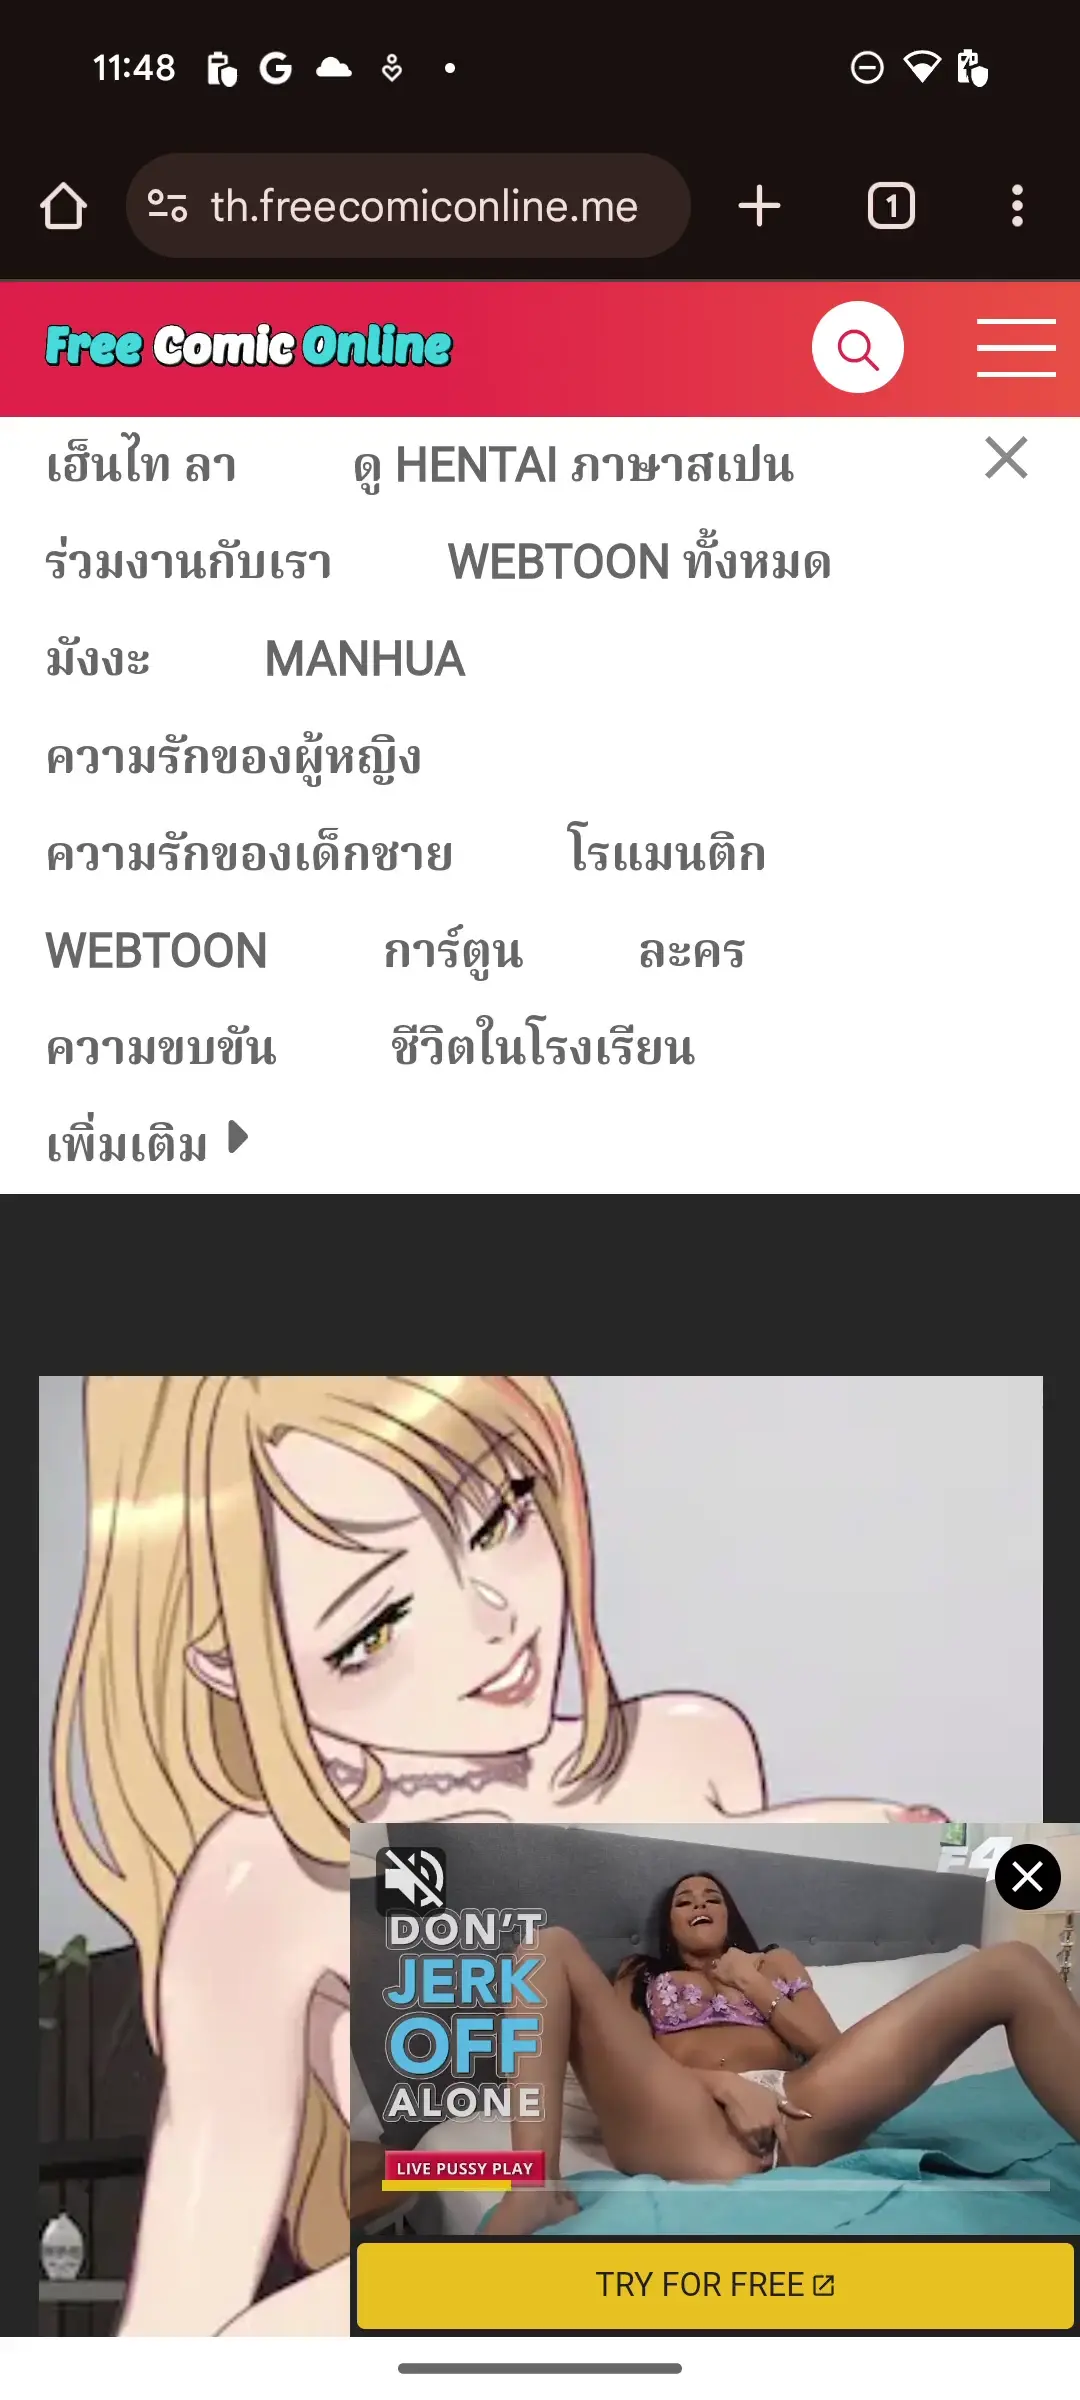 11:48
th.freecomiconline.me
1
Free Comic Online
เฮ็นไท ลา ดู HENTAI ภาษาสเปน
ร่วมงานกับเรา WEBTOON ทั้งหมด
มังงะ MANHUA
ความรักของผู้หญิง
ความรักของเด็กชาย โรแมนติก
WEBTOON การ์ตูน ละคร
ความขบขัน ชีวิตในโรงเรียน
เพิ่มเติม
DON'T
JERK
OFF
ALONE
LIVE PUSSY PLAY
TRY FOR FREE